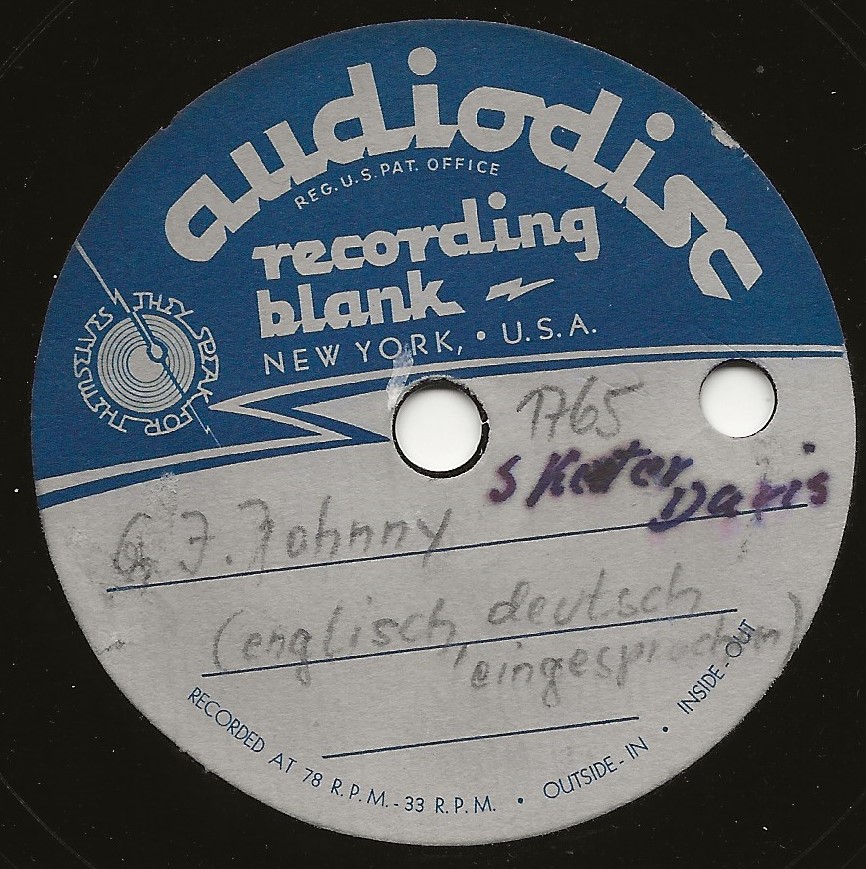 audiodisc
REG. U.S. PAT. OFFICE
recording
blank
NEW YORK, • U.S.A.
THEY SPEAK FOR THEMSELVES
1765
Skeeter
Davis
G. J. Johnny
(englisch, deutsch
eingesprochen)
RECORDED AT 78 R.P.M. - 33 R.P.M. • OUTSIDE - IN • INSIDE - OUT